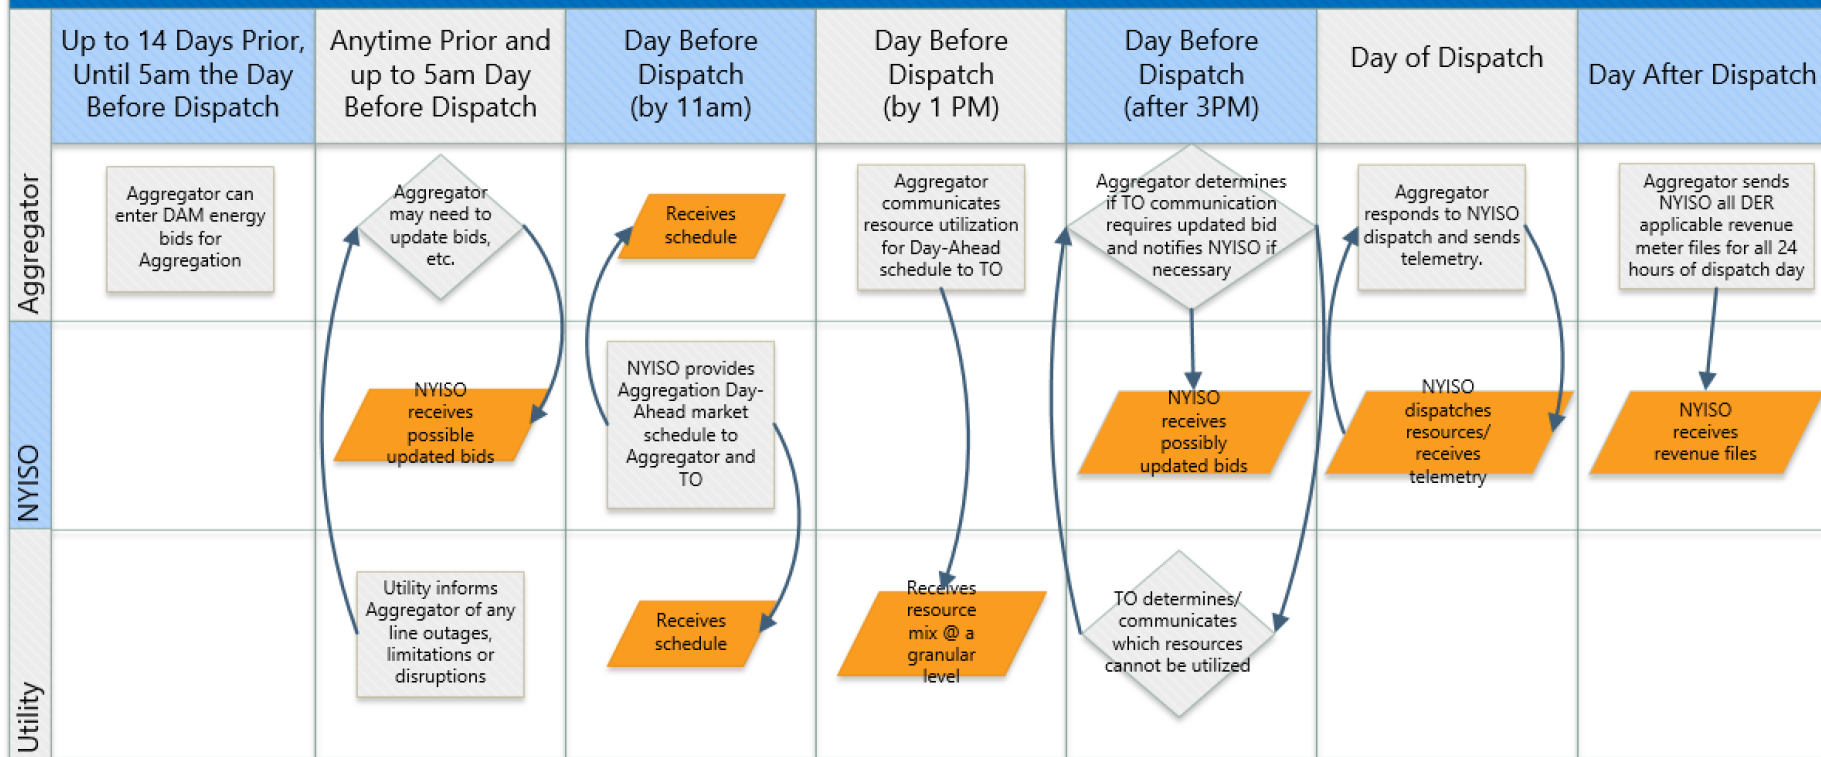 Up to 14 Days Prior,
Until 5am the Day
Before Dispatch
Anytime Prior and
up to 5am Day
Before Dispatch
Day Before
Dispatch
(by 11am)
Day Before
Dispatch
(by 1 PM)
Day Before
Dispatch
(after 3PM)
Day of Dispatch
Day After Dispatch
Aggregator
Aggregator can
enter DAM energy
bids for
Aggregation
Aggregator
may need to
update bids,
etc.
Receives
schedule
Aggregator
communicates
resource utilization
for Day-Ahead
schedule to TO
Aggregator determines
if TO communication
requires updated bid
and notifies NYISO if
necessary
Aggregator
responds to NYISO
dispatch and sends
telemetry.
Aggregator sends
NYISO all DER
applicable revenue
meter files for all 24
hours of dispatch day
NYISO
NYISO
receives
possible
updated bids
NYISO provides
Aggregation Day-
Ahead market
schedule to
Aggregator and
TO
NYISO
receives
possibly
updated bids
NYISO
dispatches
resources/
receives
telemetry
NYISO
receives
revenue files
Utility
Utility informs
Aggregator of any
line outages,
limitations or
disruptions
Receives
schedule
Receives
resource
mix @ a
granular
level
TO determines/
communicates
which resources
cannot be utilized